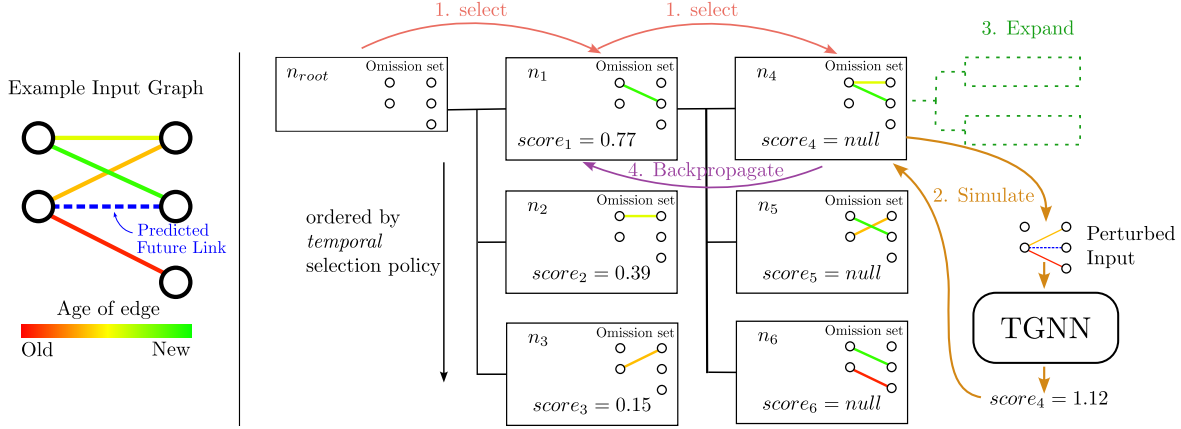 Example Input Graph
Predicted
Future Link
Age of edge
Old
New
1. select
1. select
3. Expand
n_root
Omission set
n_1
Omission set
score_1 = 0.77
n_4
Omission set
score_4 = null
4. Backpropagate
2. Simulate
ordered by
temporal
selection policy
n_2
Omission set
score_2 = 0.39
n_5
Omission set
score_5 = null
Perturbed
Input
n_3
Omission set
score_3 = 0.15
n_6
Omission set
score_6 = null
TGNN
score_4 = 1.12